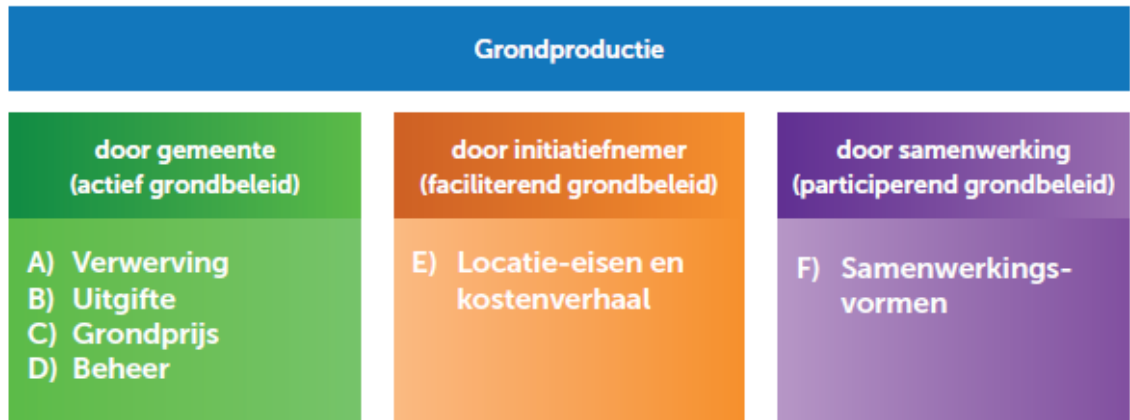 Grondproductie
door gemeente
(actief grondbeleid)
A) Verwerving
B) Uitgifte
C) Grondprijs
D) Beheer
door initiatiefnemer
(faciliterend grondbeleid)
E) Locatie-eisen en
kostenverhaal
door samenwerking
(participerend grondbeleid)
F) Samenwerkings-
vormen